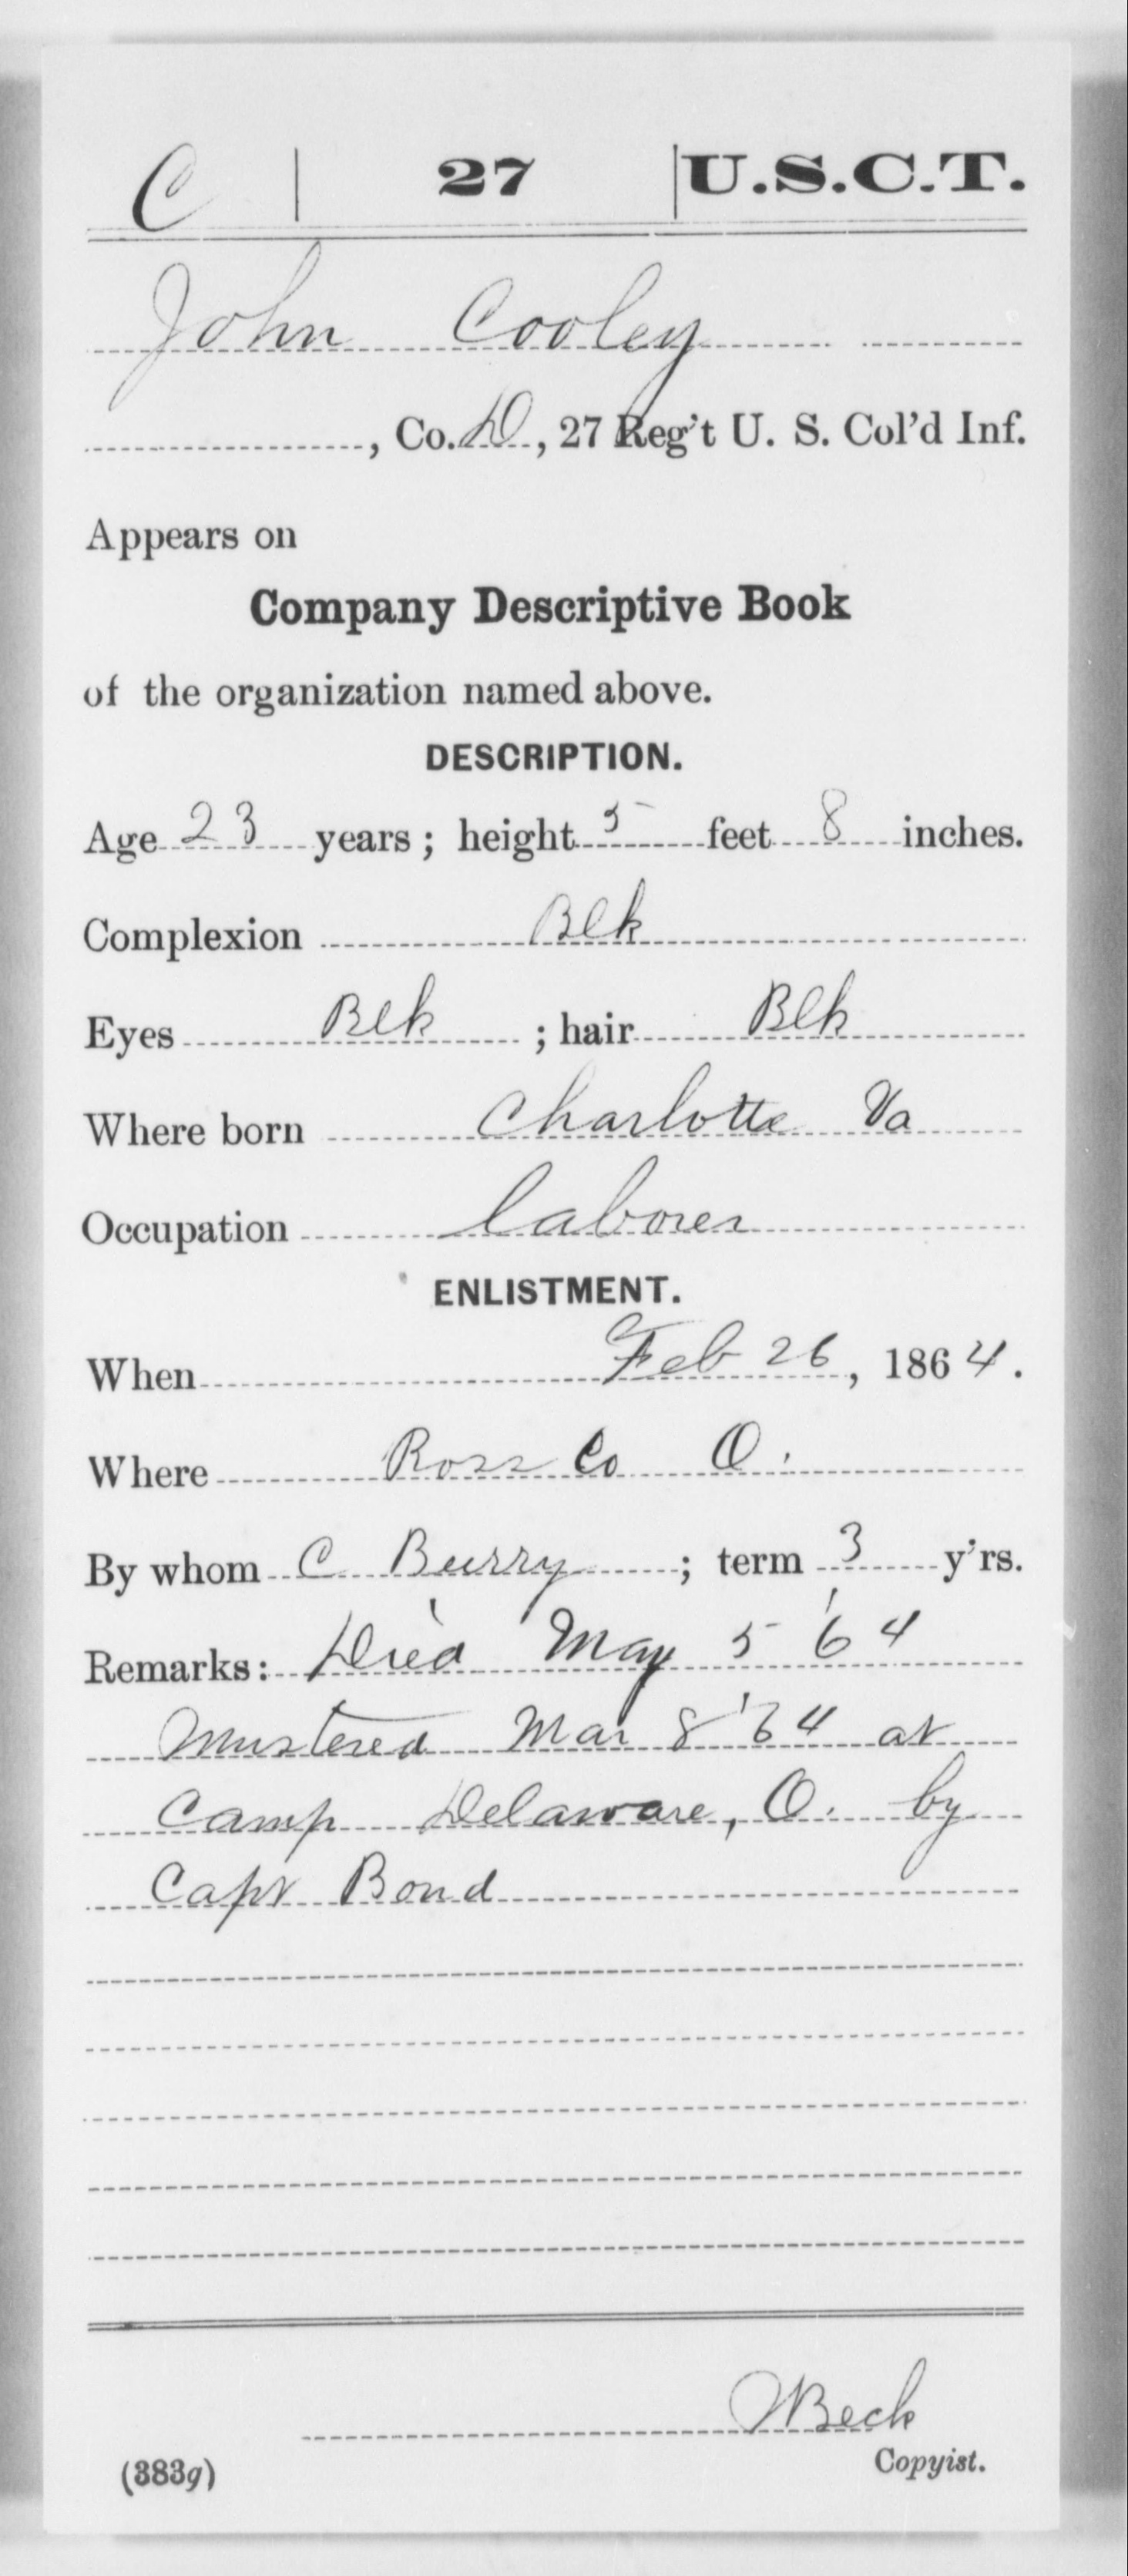 C | 27 | U.S.C.T.
John Cooley
, Co. D, 27 Reg't U. S. Col'd Inf.
Appears on
Company Descriptive Book
of the organization named above.
DESCRIPTION.
Age 23 years; height 5 feet 8 inches.
Complexion Blk
Eyes Blk ; hair Blk
Where born Charlotte Va
Occupation laborer
ENLISTMENT.
When Feb 26, 1864.
Where Ross Co O.
By whom C Burry ; term 3 y'rs.
Remarks: Died May 5 '64
Mustered Mar 8 '64 at
Camp Delaware, O. by
Capt Bond
Beck
(383g) Copyist.